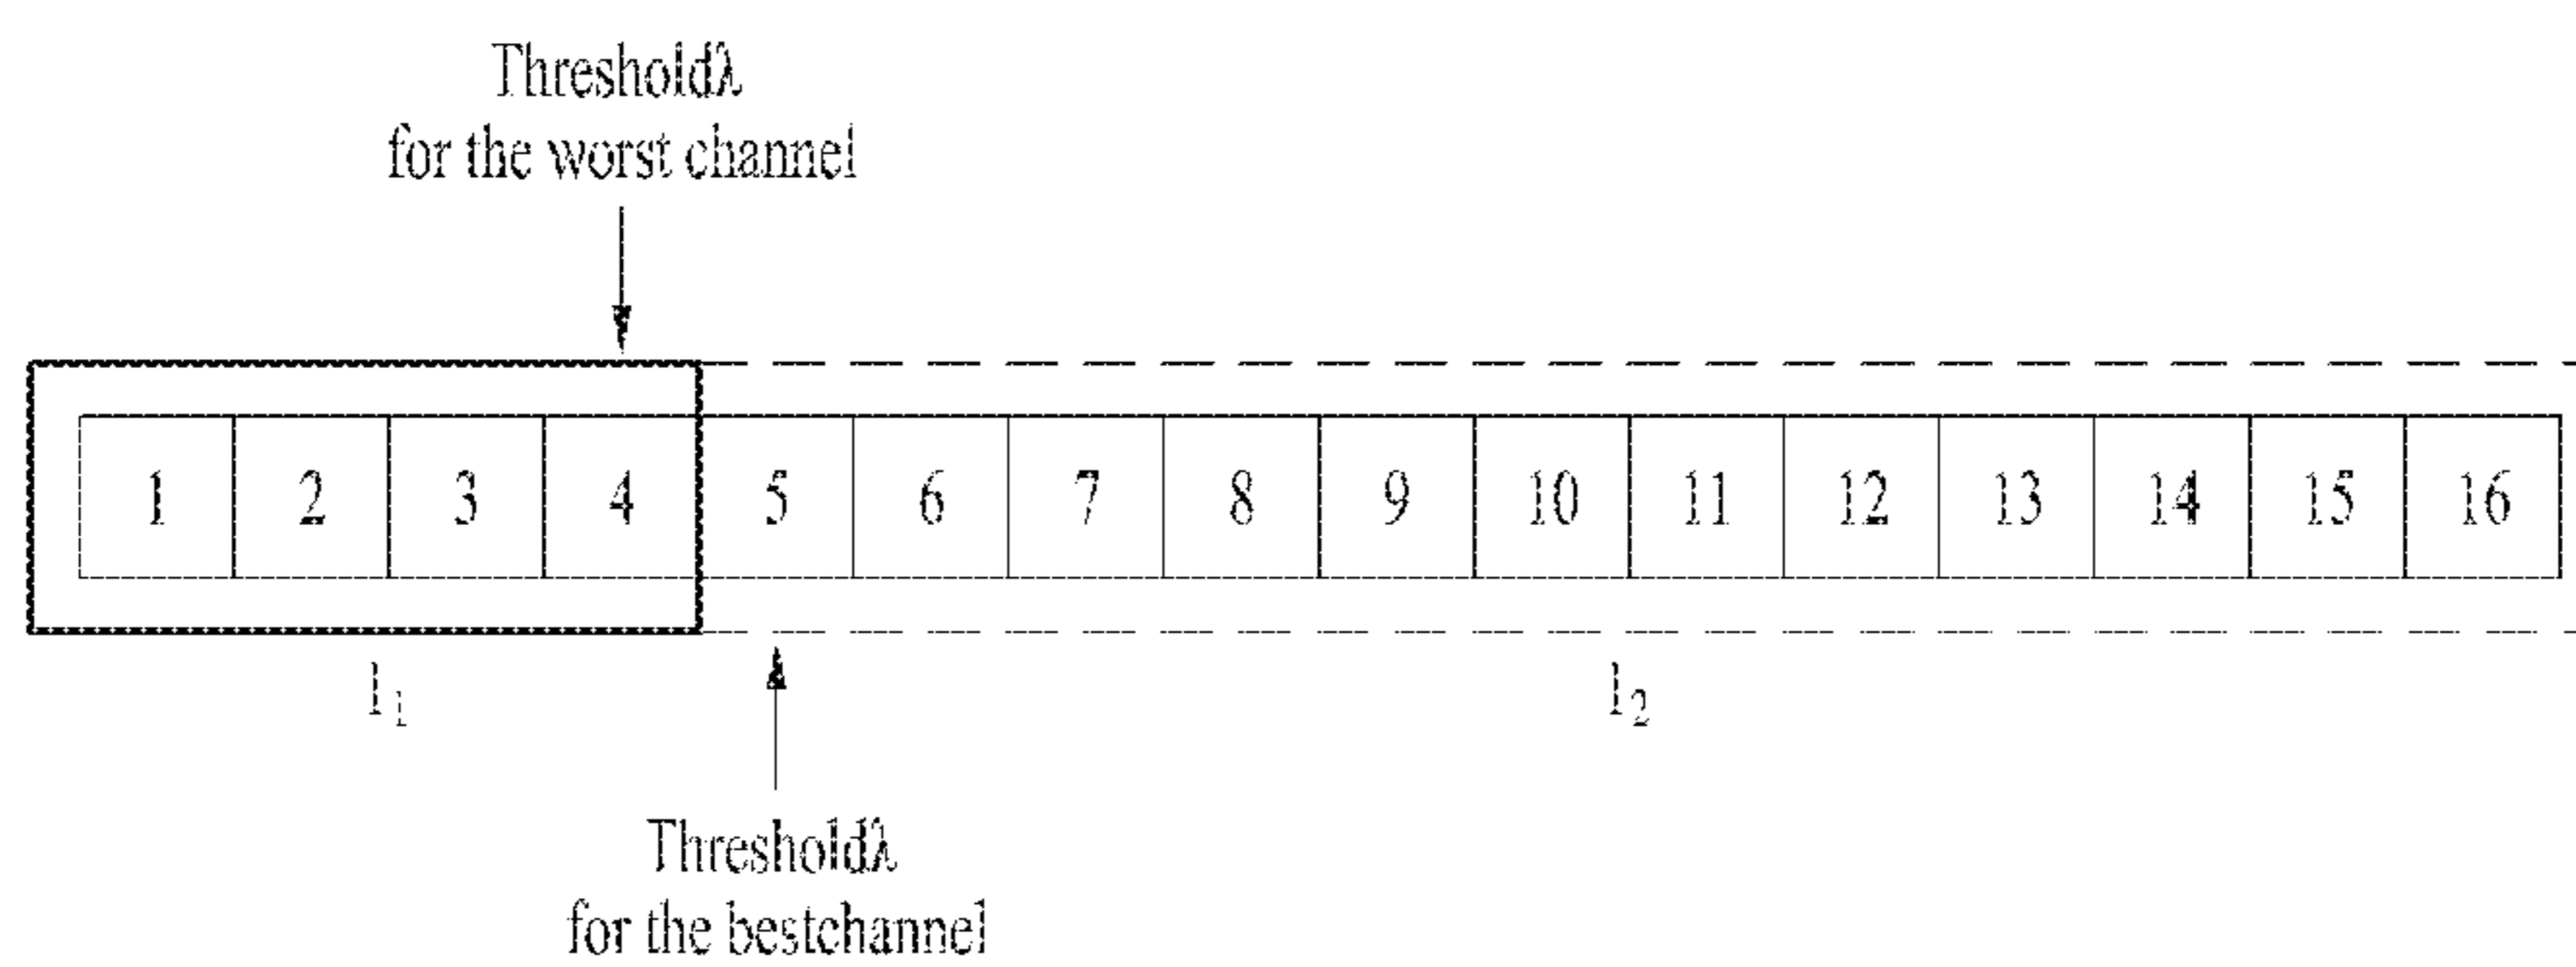 Thresholdλ
for the worst channel
1 2 3 4 5 6 7 8 9 10 11 12 13 14 15 16
l₁ l₂
Thresholdλ
for the bestchannel